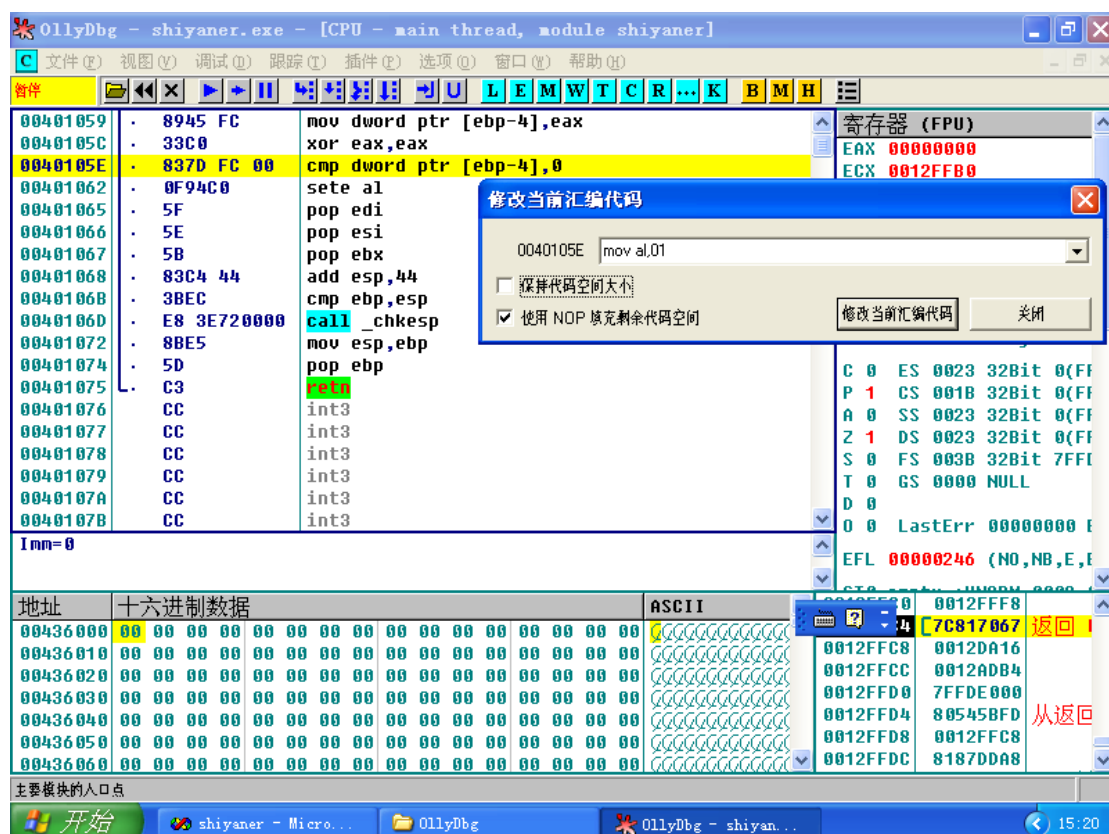 OllyDbg - shiyaner.exe - [CPU - main thread, module shiyaner]
C 文件(F) 视图(V) 调试(D) 跟踪(T) 插件(P) 选项(O) 窗口(W) 帮助(H)
暂停 L E M W T C R ... K B M H
00401059 . 8945 FC mov dword ptr [ebp-4],eax
0040105C . 33C0 xor eax,eax
0040105E . 837D FC 00 cmp dword ptr [ebp-4],0
00401062 . 0F94C0 sete al
00401065 . 5F pop edi
00401066 . 5E pop esi
00401067 . 5B pop ebx
00401068 . 83C4 44 add esp,44
0040106B . 3BEC cmp ebp,esp
0040106D . E8 3E720000 call _chkesp
00401072 . 8BE5 mov esp,ebp
00401074 . 5D pop ebp
00401075 . C3 retn
00401076 CC int3
00401077 CC int3
00401078 CC int3
00401079 CC int3
0040107A CC int3
0040107B CC int3
Imm=0
寄存器 (FPU)
EAX 00000000
ECX 0012FFB0
修改当前汇编代码
0040105E mov al,01
保持代码空间大小
使用 NOP 填充剩余代码空间
修改当前汇编代码 关闭
C 0 ES 0023 32Bit 0(FF
P 1 CS 001B 32Bit 0(FF
A 0 SS 0023 32Bit 0(FF
Z 1 DS 0023 32Bit 0(FF
S 0 FS 003B 32Bit 7FFD
T 0 GS 0000 NULL
D 0
O 0 LastErr 00000000 E
EFL 00000246 (NO,NB,E,B
地址 十六进制数据 ASCII
00436000 00 00 00 00 00 00 00 00 00 00 00 00 00 00 00 00
00436010 00 00 00 00 00 00 00 00 00 00 00 00 00 00 00 00
00436020 00 00 00 00 00 00 00 00 00 00 00 00 00 00 00 00
00436030 00 00 00 00 00 00 00 00 00 00 00 00 00 00 00 00
00436040 00 00 00 00 00 00 00 00 00 00 00 00 00 00 00 00
00436050 00 00 00 00 00 00 00 00 00 00 00 00 00 00 00 00
00436060 00 00 00 00 00 00 00 00 00 00 00 00 00 00 00 00
0012FFF8
4 7C817067 返回
0012FFC8 0012DA16
0012FFCC 0012ADB4
0012FFD0 7FFDE000
0012FFD4 80545BFD 从返回
0012FFD8 0012FFC8
0012FFDC 8187DDA8
主要模块的人口点
开始 shiyaner - Micro... OllyDbg OllyDbg - shiyan... 15:20